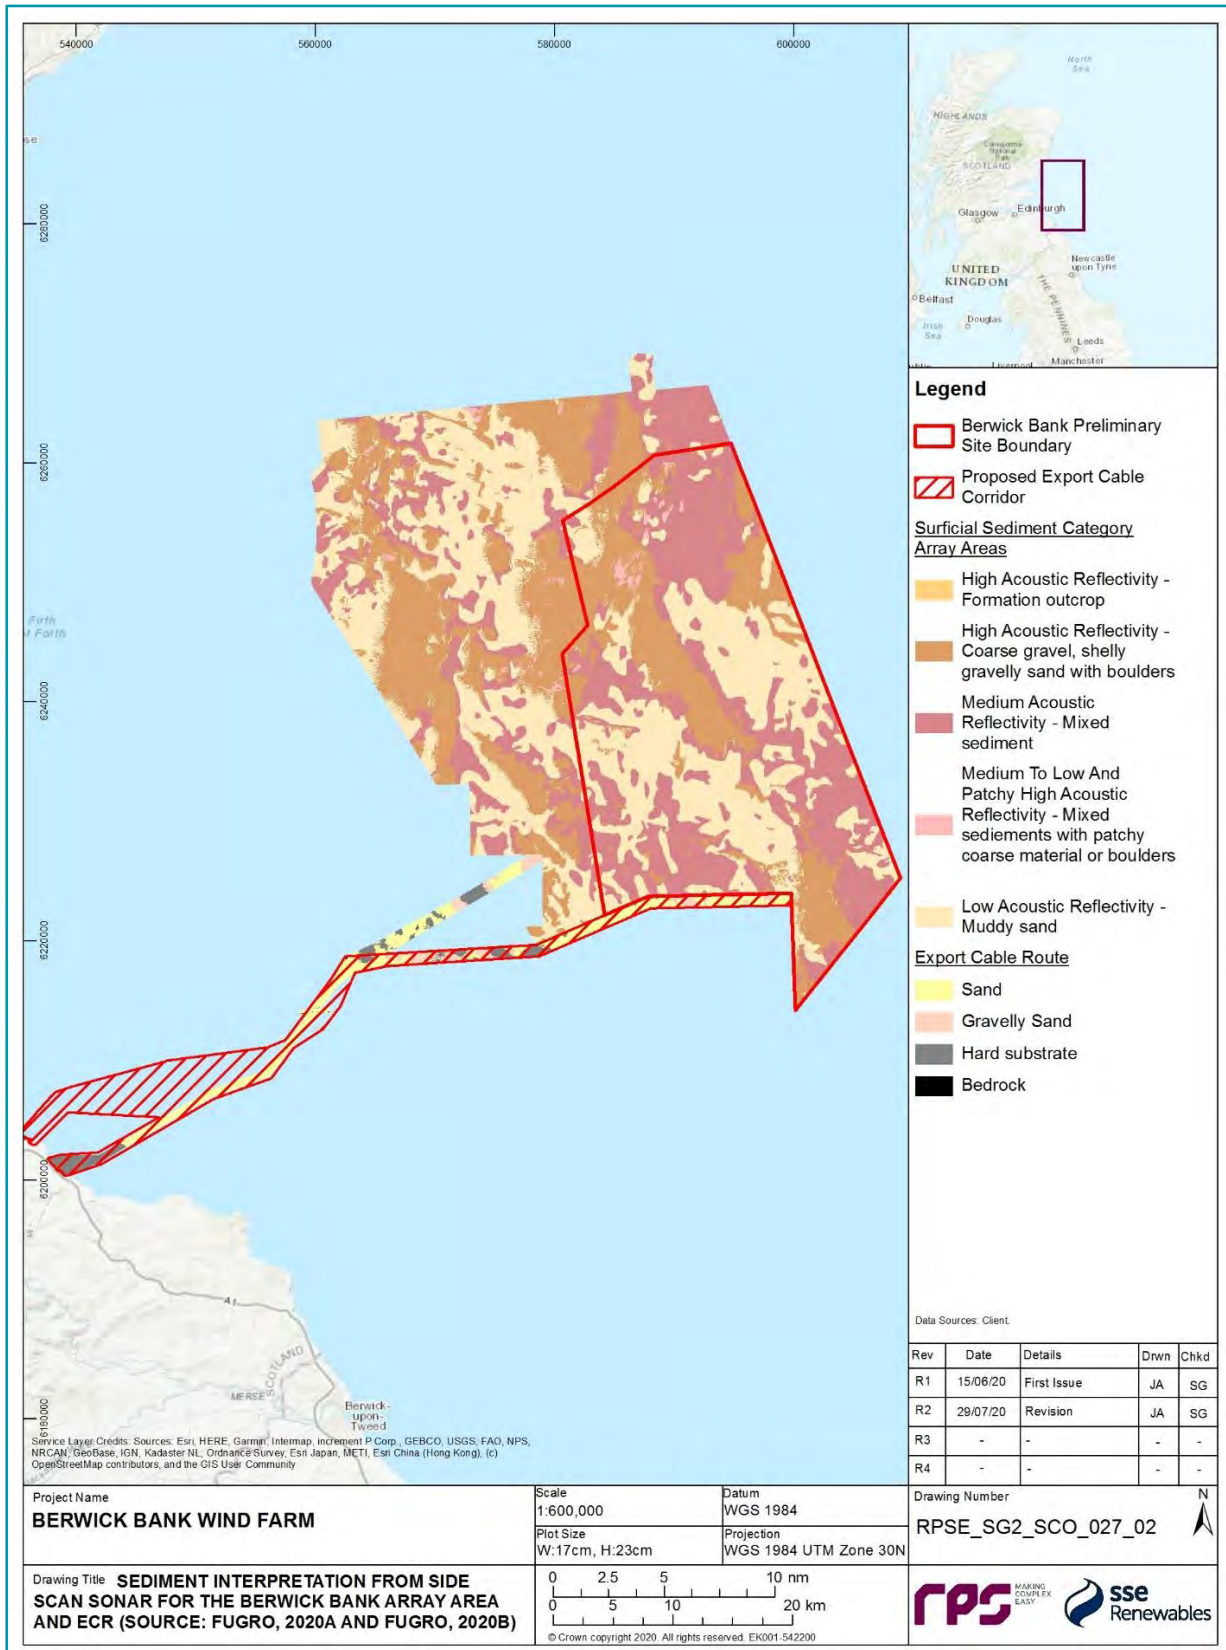 540000
560000
580000
600000
6280000
6260000
6240000
6220000
6200000
6180000
Firth
A1
SCOTLAND
MERSE
Berwick-
upon-
Tweed
Service Layer Credits: Sources: Esri, HERE, Garmin, Intermap, increment P Corp., GEBCO, USGS, FAO, NPS,
NRCAN, GeoBase, IGN, Kadaster NL, Ordnance Survey, Esri Japan, METI, Esri China (Hong Kong), (c)
OpenStreetMap contributors, and the GIS User Community
North
Sea
HIGHLANDS
Cairngorms
National
Park
SCOTLAND
Glasgow
Edinburgh
UNITED
KINGDOM
Newcastle
upon Tyne
Belfast
THE PENNINES
Douglas
Irish
Sea
Leeds
Manchester
Liverpool
Legend
Berwick Bank Preliminary
Site Boundary
Proposed Export Cable
Corridor
Surficial Sediment Category
Array Areas
High Acoustic Reflectivity -
Formation outcrop
High Acoustic Reflectivity -
Coarse gravel, shelly
gravelly sand with boulders
Medium Acoustic
Reflectivity - Mixed
sediment
Medium To Low And
Patchy High Acoustic
Reflectivity - Mixed
sediements with patchy
coarse material or boulders
Low Acoustic Reflectivity -
Muddy sand
Export Cable Route
Sand
Gravelly Sand
Hard substrate
Bedrock
Data Sources: Client.
Rev Date Details Drwn Chkd
R1 15/06/20 First Issue JA SG
R2 29/07/20 Revision JA SG
R3 - - - -
R4 - - - -
Project Name
BERWICK BANK WIND FARM
Scale
1:600,000
Datum
WGS 1984
Plot Size
W:17cm, H:23cm
Projection
WGS 1984 UTM Zone 30N
Drawing Number
RPSE_SG2_SCO_027_02
N
Drawing Title SEDIMENT INTERPRETATION FROM SIDE
SCAN SONAR FOR THE BERWICK BANK ARRAY AREA
AND ECR (SOURCE: FUGRO, 2020A AND FUGRO, 2020B)
0 2.5 5 10 nm
0 5 10 20 km
© Crown copyright 2020. All rights reserved. EK001-542200
rps
MAKING
COMPLEX
EASY
sse
Renewables